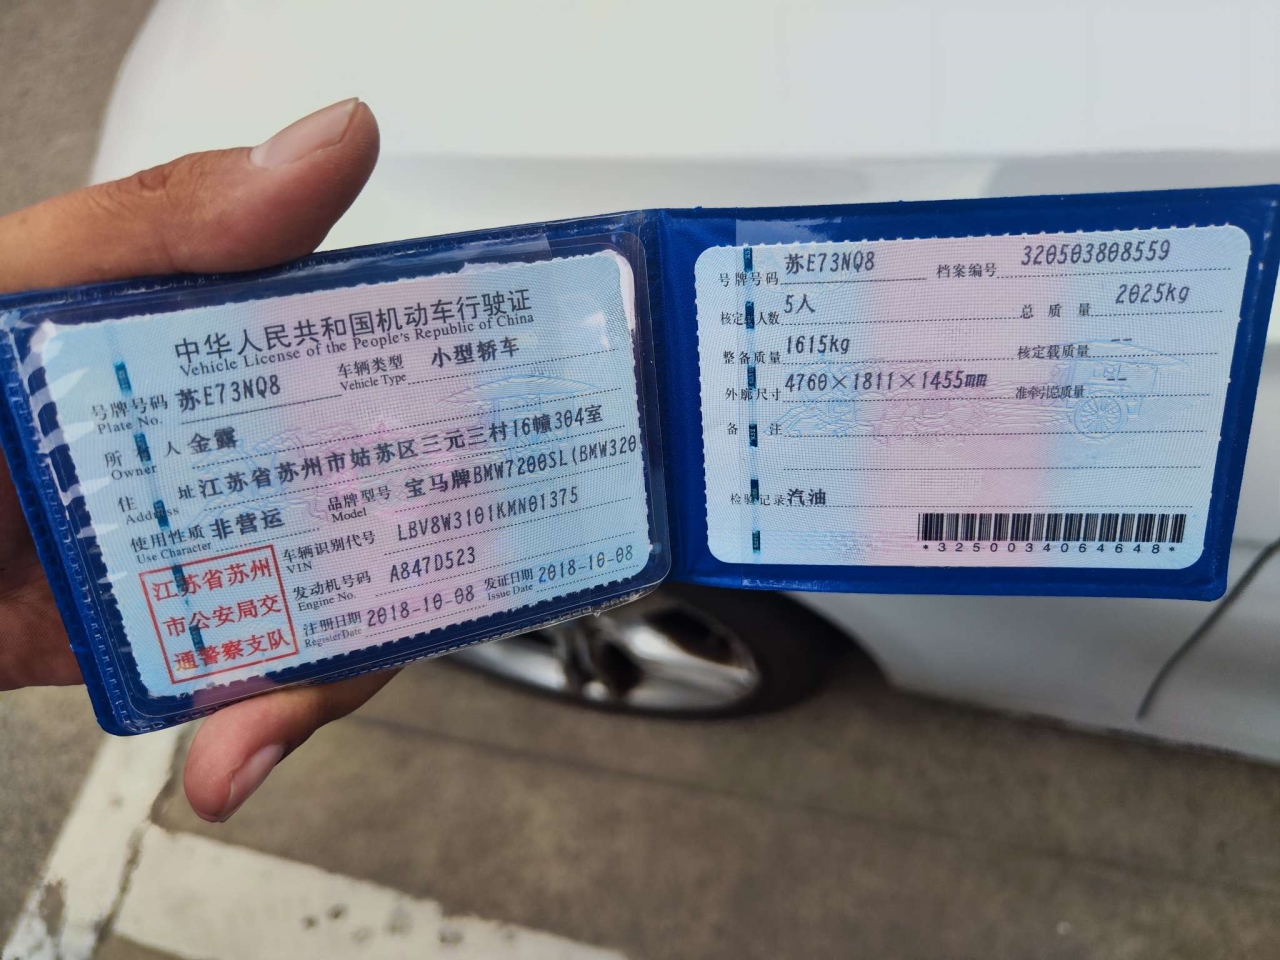 中华人民共和国机动车行驶证
Vehicle License of the People's Republic of China
号牌号码 苏E73NQ8 车辆类型 小型轿车
Plate No. Vehicle Type
所有人 金露
Owner
住址 江苏省苏州市姑苏区三元三村16幢304室
Address
使用性质 非营运 品牌型号 宝马牌BMW7200SL(BMW320
Use Character Model
车辆识别代号 LBV8W3101KMN01375
VIN
发动机号码 A847D523
Engine No.
注册日期 2018-10-08 发证日期 2018-10-08
Register Date Issue Date
江苏省苏州
市公安局交
通警察支队
号牌号码 苏E73NQ8 档案编号 320503808559
核定载人数 5人 总质量 2025kg
整备质量 1615kg 核定载质量 --
外廓尺寸 4760×1811×1455mm 准牵引总质量 --
备注
检验记录 汽油
*3250034064648*